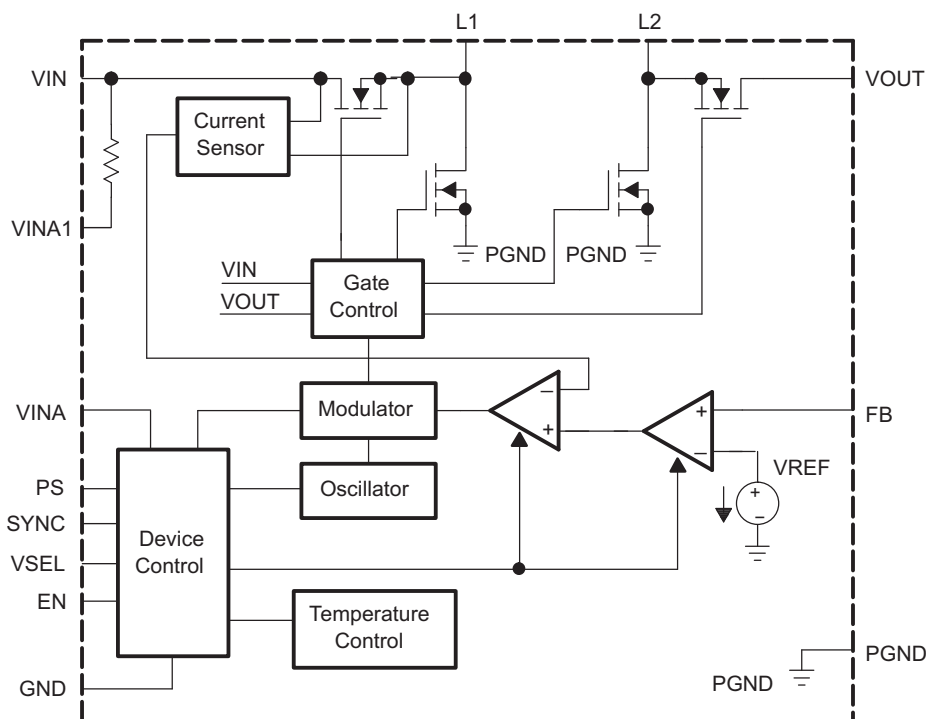 L1
L2
VIN
VOUT
Current
Sensor
VINA1
PGND
PGND
VIN
VOUT
Gate
Control
VINA
Modulator
−
+
+
−
FB
VREF
+
−
PS
SYNC
VSEL
EN
Oscillator
Device
Control
Temperature
Control
GND
PGND
PGND